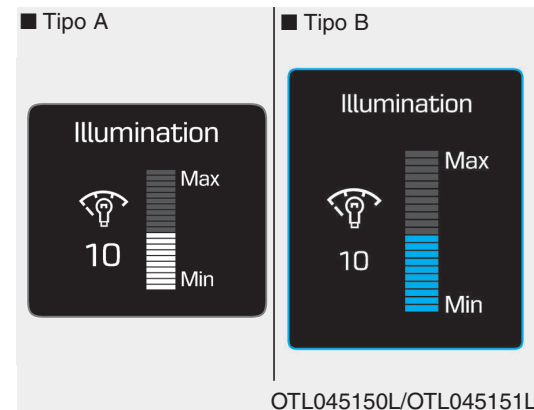 ■ Tipo A
Illumination
Max
10
Min
■ Tipo B
Illumination
Max
10
Min
OTL045150L/OTL045151L